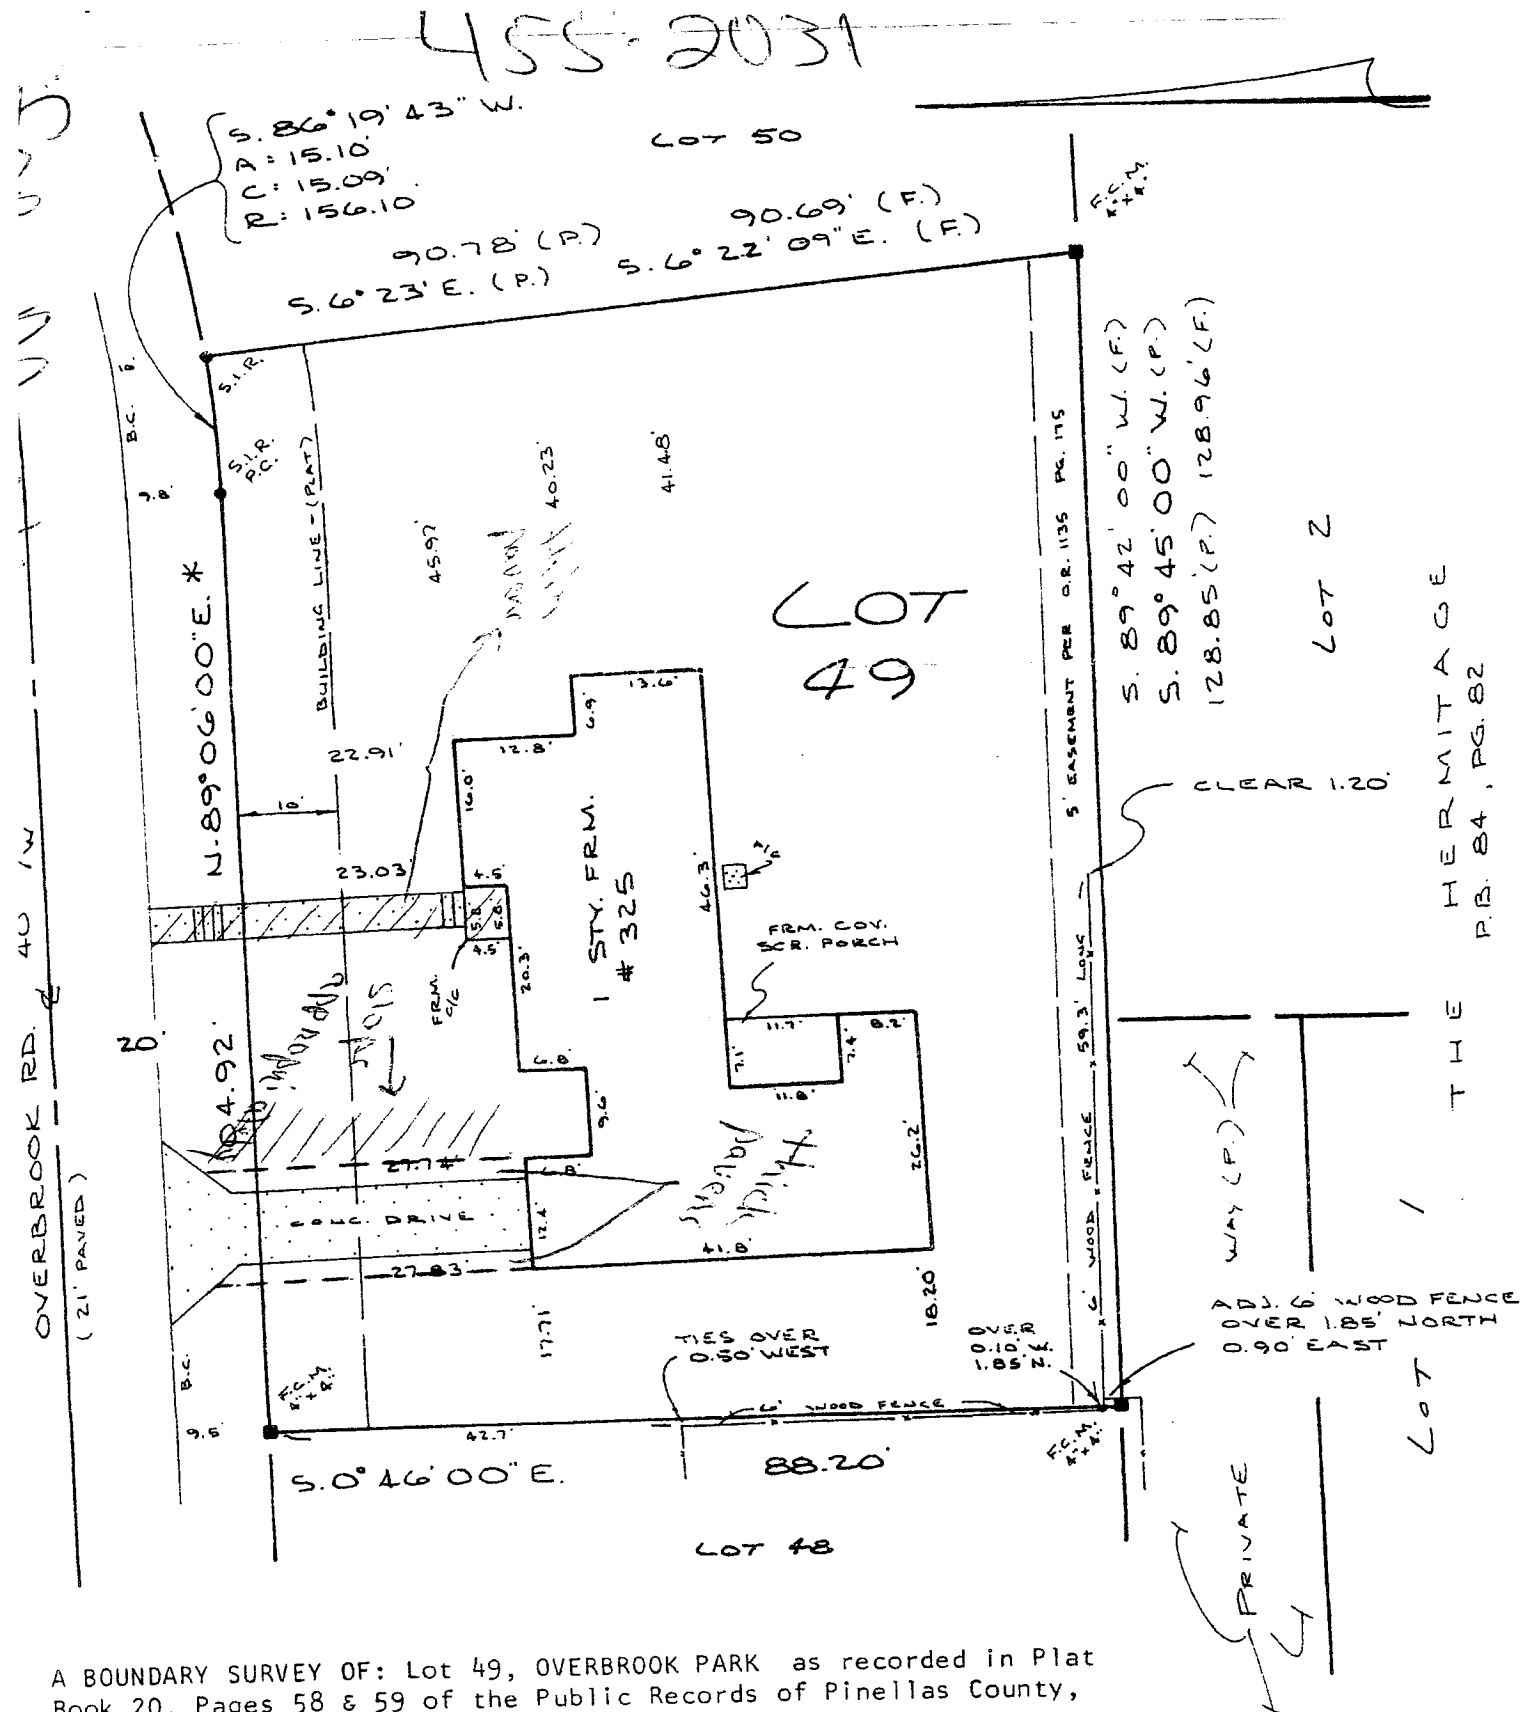 455-2031
S. 86° 19' 43" W.
A = 15.10'
C = 15.09'
R = 156.10'
LOT 50
90.78' (P.)
90.69' (F.)
S. 6° 23' E. (P.)
S. 6° 22' 09" E. (F.)
F.C.M.
S.I.R.
S.I.R.
P.C.
B.C.
9.8'
N. 89° 06' 00" E. *
BUILDING LINE - (PLAT)
45.97'
40.23'
41.48'
LOT
49
5' EASEMENT PER O.R. 1135 PG. 175
S. 89° 42' 00" W. (F.)
S. 89° 45' 00" W. (P.)
128.85' (P.) 128.96' (F.)
LOT 2
THE HERMITAGE
P.B. 84, PG. 82
CLEAR 1.20'
22.91'
10'
23.03'
13.6'
6.9'
12.8'
16.0'
4.5'
5.8'
5.8'
4.5'
FRM.
C/C
20.3'
1 STY. FRM.
# 325
46.3'
A/C
FRM. COV.
SCR. PORCH
11.7'
8.2'
7.1'
7.4'
11.8'
6.8'
9.6'
6.8'
26.2'
Thick
pavers
OVERBROOK RD. ℄ 40' R/W
(21' PAVED)
20'
104.92'
Slope
27.74
CONC. DRIVE
12.4'
41.8'
27.83
17.71'
18.20'
6' WOOD FENCE 59.3' LONG
TIES OVER
0.50' WEST
OVER
0.10' W.
1.85' N.
ADJ. 6' WOOD FENCE
OVER 1.85' NORTH
0.90' EAST
B.C.
9.5'
F.C.M.
6' WOOD FENCE
F.C.M.
42.7'
S. 0° 46' 00" E.
88.20'
LOT 48
PRIVATE WAY (P.)
LOT 1
A BOUNDARY SURVEY OF: Lot 49, OVERBROOK PARK as recorded in Plat
Book 20, Pages 58 & 59 of the Public Records of Pinellas County,